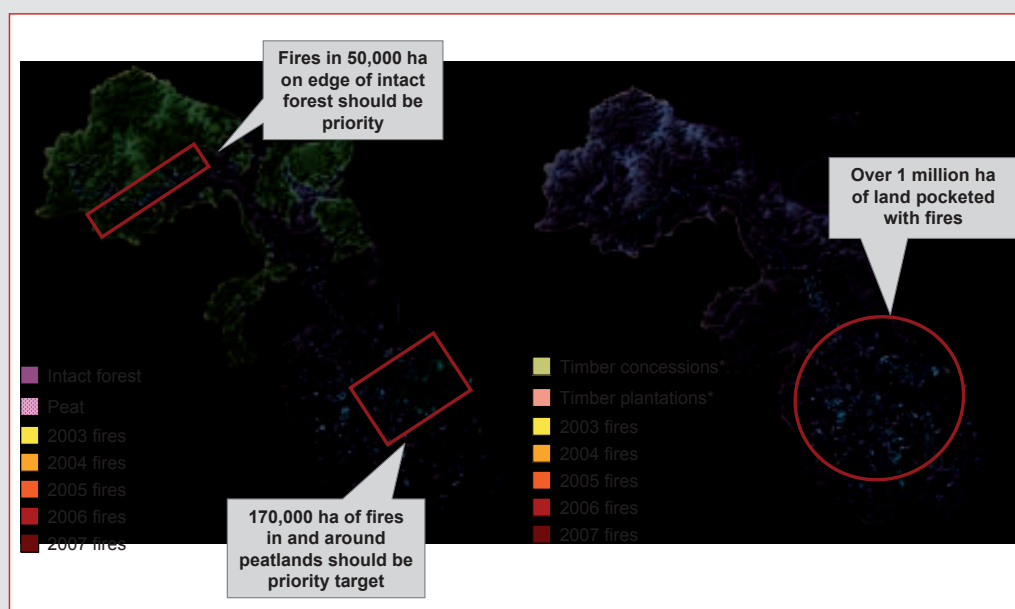 Fires in 50,000 ha
on edge of intact
forest should be
priority
Over 1 million ha
of land pocketed
with fires
Intact forest
Peat
2003 fires
2004 fires
2005 fires
2006 fires
2007 fires
170,000 ha of fires
in and around
peatlands should be
priority target
Timber concessions*
Timber plantations*
2003 fires
2004 fires
2005 fires
2006 fires
2007 fires